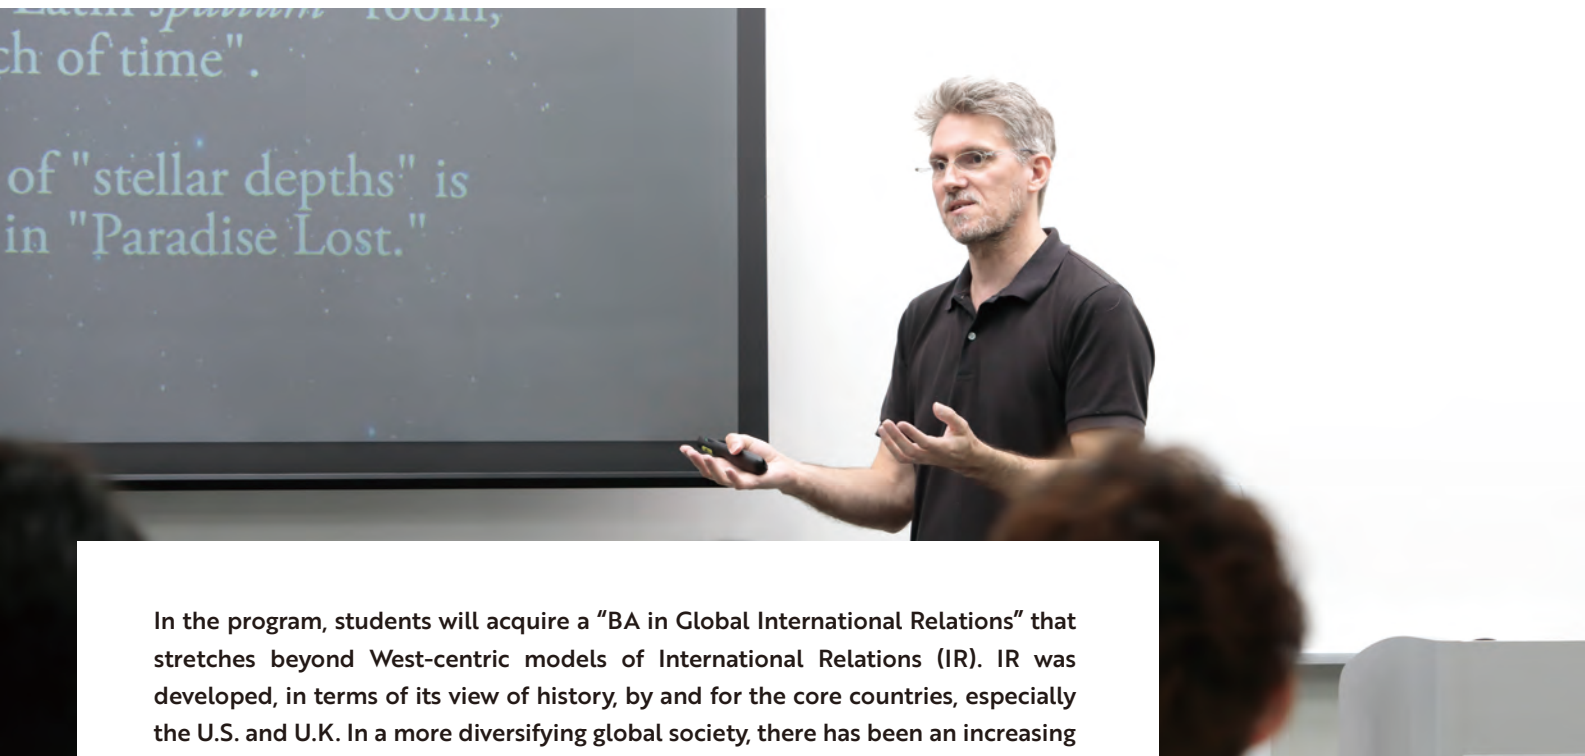 Latin spatium "room,
ch of time".
of "stellar depths" is
in "Paradise Lost."
In the program, students will acquire a “BA in Global International Relations” that
stretches beyond West-centric models of International Relations (IR). IR was
developed, in terms of its view of history, by and for the core countries, especially
the U.S. and U.K. In a more diversifying global society, there has been an increasing